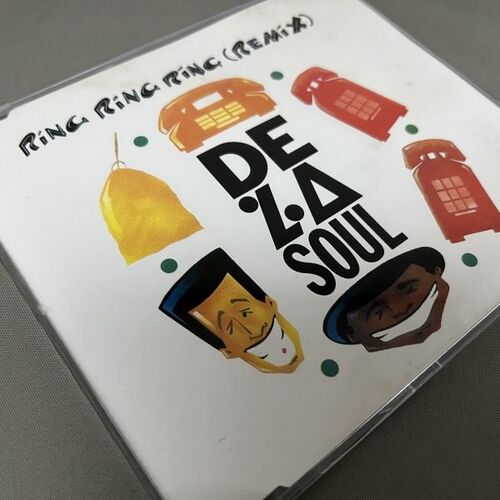 RiNG RiNG RiNG (REMiX)
DE
LA
SOUL